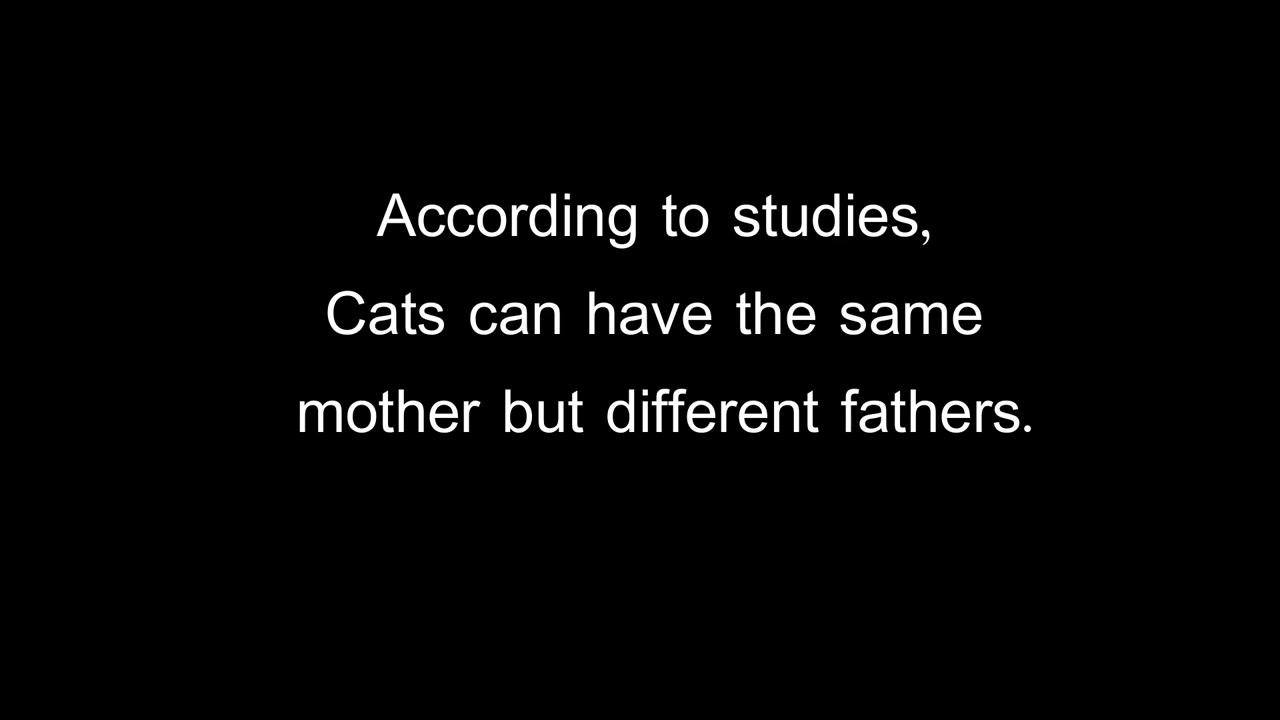 According to studies,
Cats can have the same
mother but different fathers.